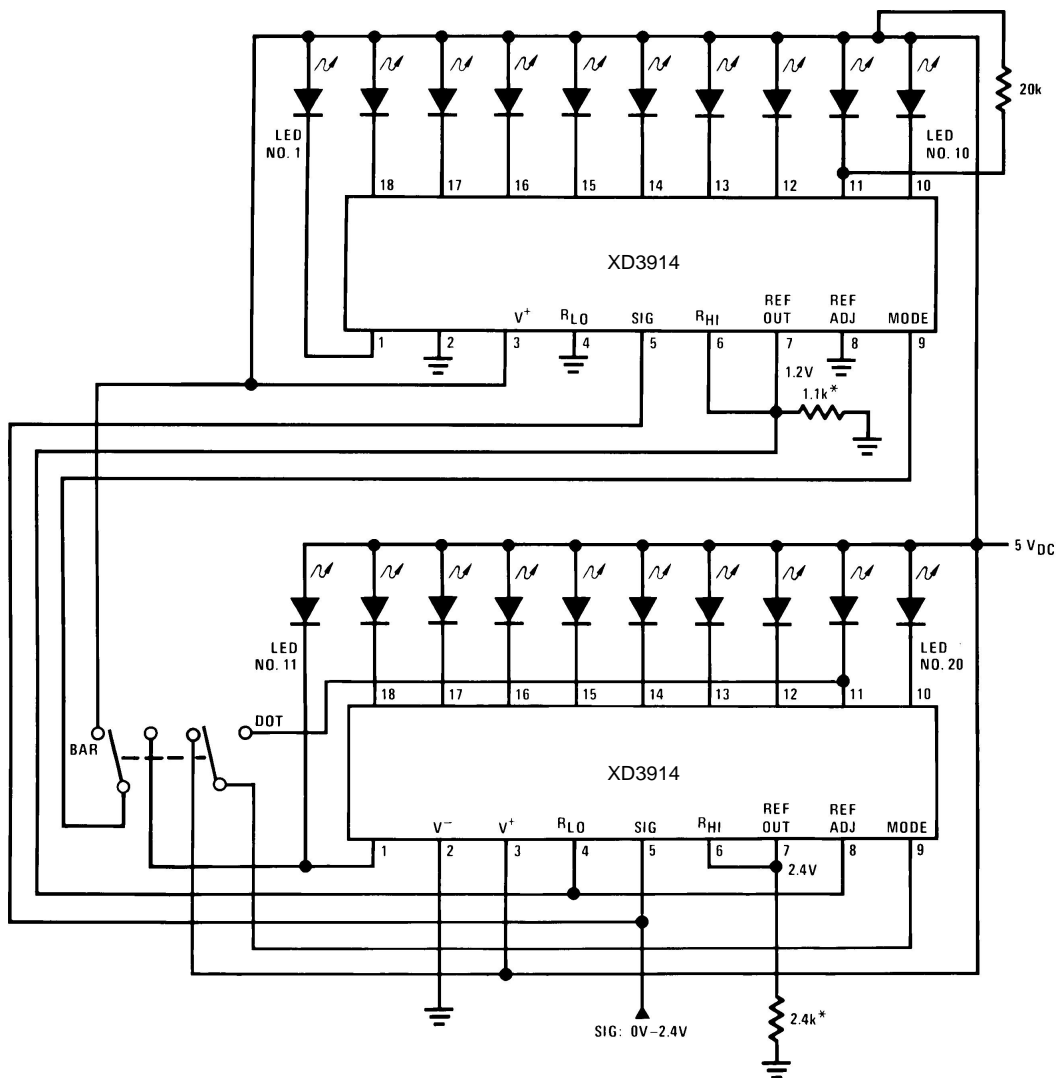 20k
LED
NO. 1
LED
NO. 10
18 17 16 15 14 13 12 11 10
XD3914
V+ RLO SIG RHI REF OUT REF ADJ MODE
1 2 3 4 5 6 7 8 9
1.2V
1.1k*
5 VDC
LED
NO. 11
LED
NO. 20
18 17 16 15 14 13 12 11 10
DOT
BAR
XD3914
V− V+ RLO SIG RHI REF OUT REF ADJ MODE
1 2 3 4 5 6 7 8 9
2.4V
2.4k*
SIG: 0V–2.4V